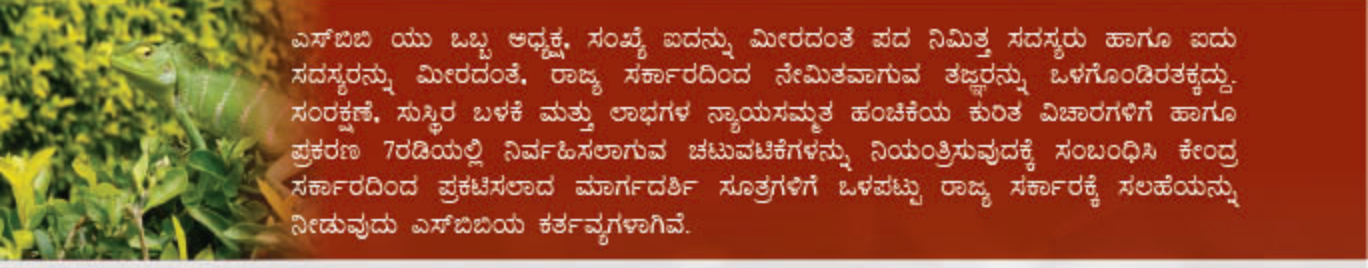 ಎಸ್‌ಬಿಬಿ ಯು ಒಬ್ಬ ಅಧ್ಯಕ್ಷ, ಸಂಖ್ಯೆ ಐದನ್ನು ಮೀರದಂತೆ ಪದ ನಿಮಿತ್ತ ಸದಸ್ಯರು ಹಾಗೂ ಐದು
ಸದಸ್ಯರನ್ನು ಮೀರದಂತೆ, ರಾಜ್ಯ ಸರ್ಕಾರದಿಂದ ನೇಮಿತವಾಗುವ ತಜ್ಞರನ್ನು ಒಳಗೊಂಡಿರತಕ್ಕದ್ದು.
ಸಂರಕ್ಷಣೆ, ಸುಸ್ಥಿರ ಬಳಕೆ ಮತ್ತು ಲಾಭಗಳ ನ್ಯಾಯಸಮ್ಮತ ಹಂಚಿಕೆಯ ಕುರಿತ ವಿಚಾರಗಳಿಗೆ ಹಾಗೂ
ಪ್ರಕರಣ 7ರಡಿಯಲ್ಲಿ ನಿರ್ವಹಿಸಲಾಗುವ ಚಟುವಟಿಕೆಗಳನ್ನು ನಿಯಂತ್ರಿಸುವುದಕ್ಕೆ ಸಂಬಂಧಿಸಿ ಕೇಂದ್ರ
ಸರ್ಕಾರದಿಂದ ಪ್ರಕಟಿಸಲಾದ ಮಾರ್ಗದರ್ಶಿ ಸೂತ್ರಗಳಿಗೆ ಒಳಪಟ್ಟು ರಾಜ್ಯ ಸರ್ಕಾರಕ್ಕೆ ಸಲಹೆಯನ್ನು
ನೀಡುವುದು ಎಸ್‌ಬಿಬಿಯ ಕರ್ತವ್ಯಗಳಾಗಿವೆ.